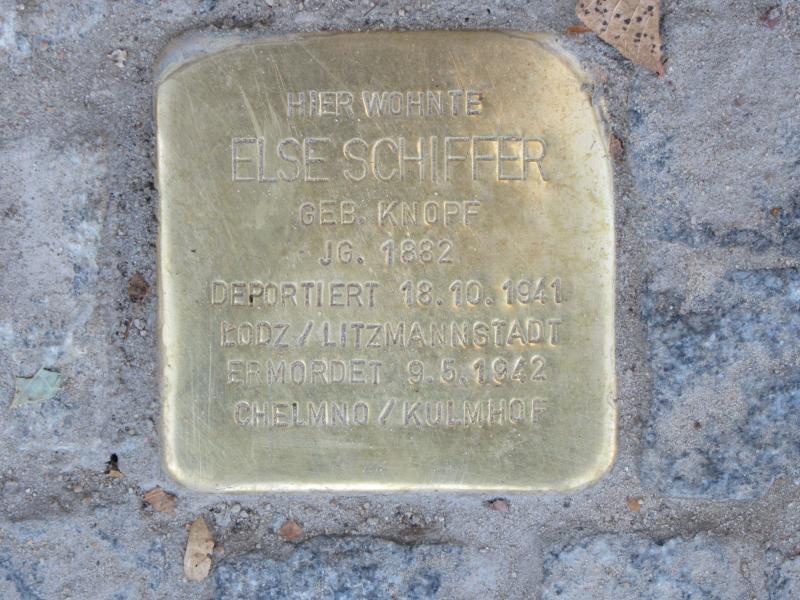 HIER WOHNTE
ELSE SCHIFFER
GEB. KNOPF
JG. 1882
DEPORTIERT 18.10.1941
ŁODZ / LITZMANNSTADT
ERMORDET 9.5.1942
CHELMNO / KULMHOF